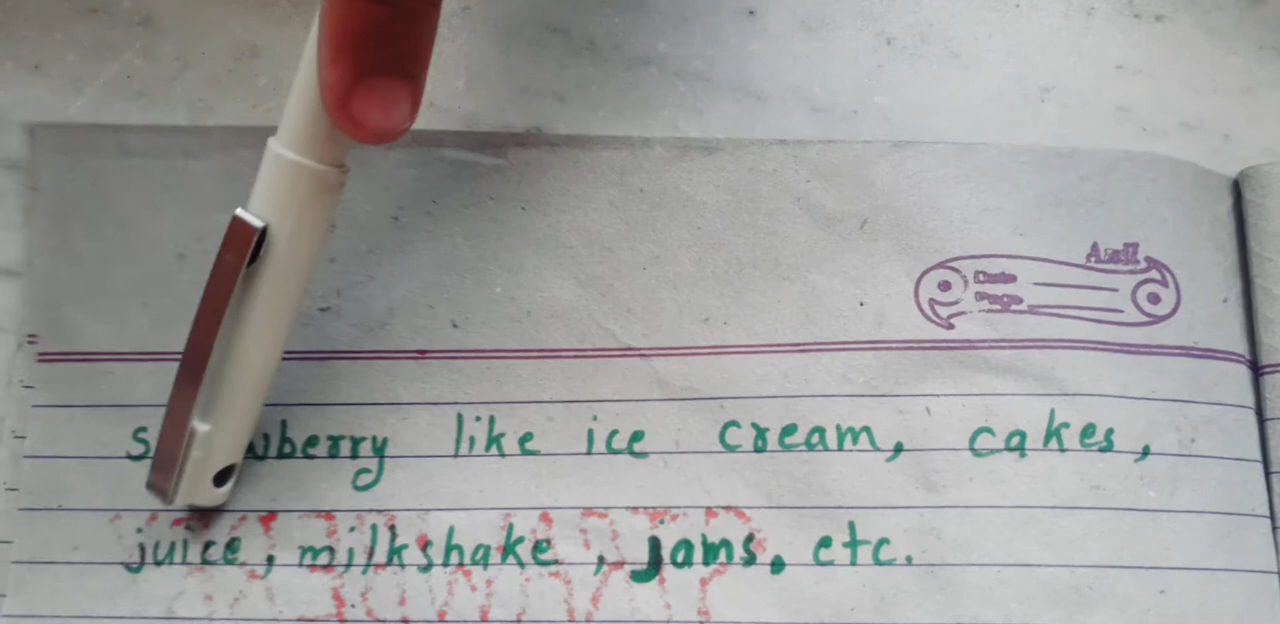 Date
Page
like ice cream, cakes,
juice, milkshake, jams. etc.